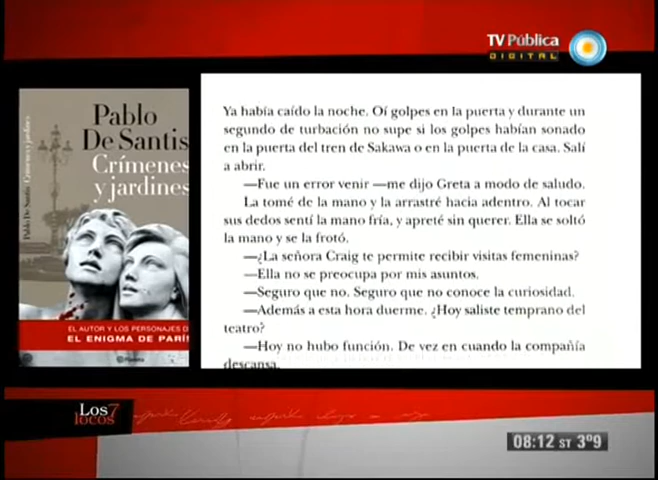 TV Pública
DIGITAL
Pablo
De Santis
Crímenes
y jardines
Pablo De Santis Crímenes y jardines
EL AUTOR Y LOS PERSONAJES D
EL ENIGMA DE PARÍ
Planeta
Ya había caído la noche. Oí golpes en la puerta y durante un
segundo de turbación no supe si los golpes habían sonado
en la puerta del tren de Sakawa o en la puerta de la casa. Salí
a abrir.
—Fue un error venir —me dijo Greta a modo de saludo.
La tomé de la mano y la arrastré hacia adentro. Al tocar
sus dedos sentí la mano fría, y apreté sin querer. Ella se soltó
la mano y se la frotó.
—¿La señora Craig te permite recibir visitas femeninas?
—Ella no se preocupa por mis asuntos.
—Seguro que no. Seguro que no conoce la curiosidad.
—Además a esta hora duerme. ¿Hoy saliste temprano del
teatro?
—Hoy no hubo función. De vez en cuando la compañía
descansa.
Los 7
locos
08:12 ST 3º9